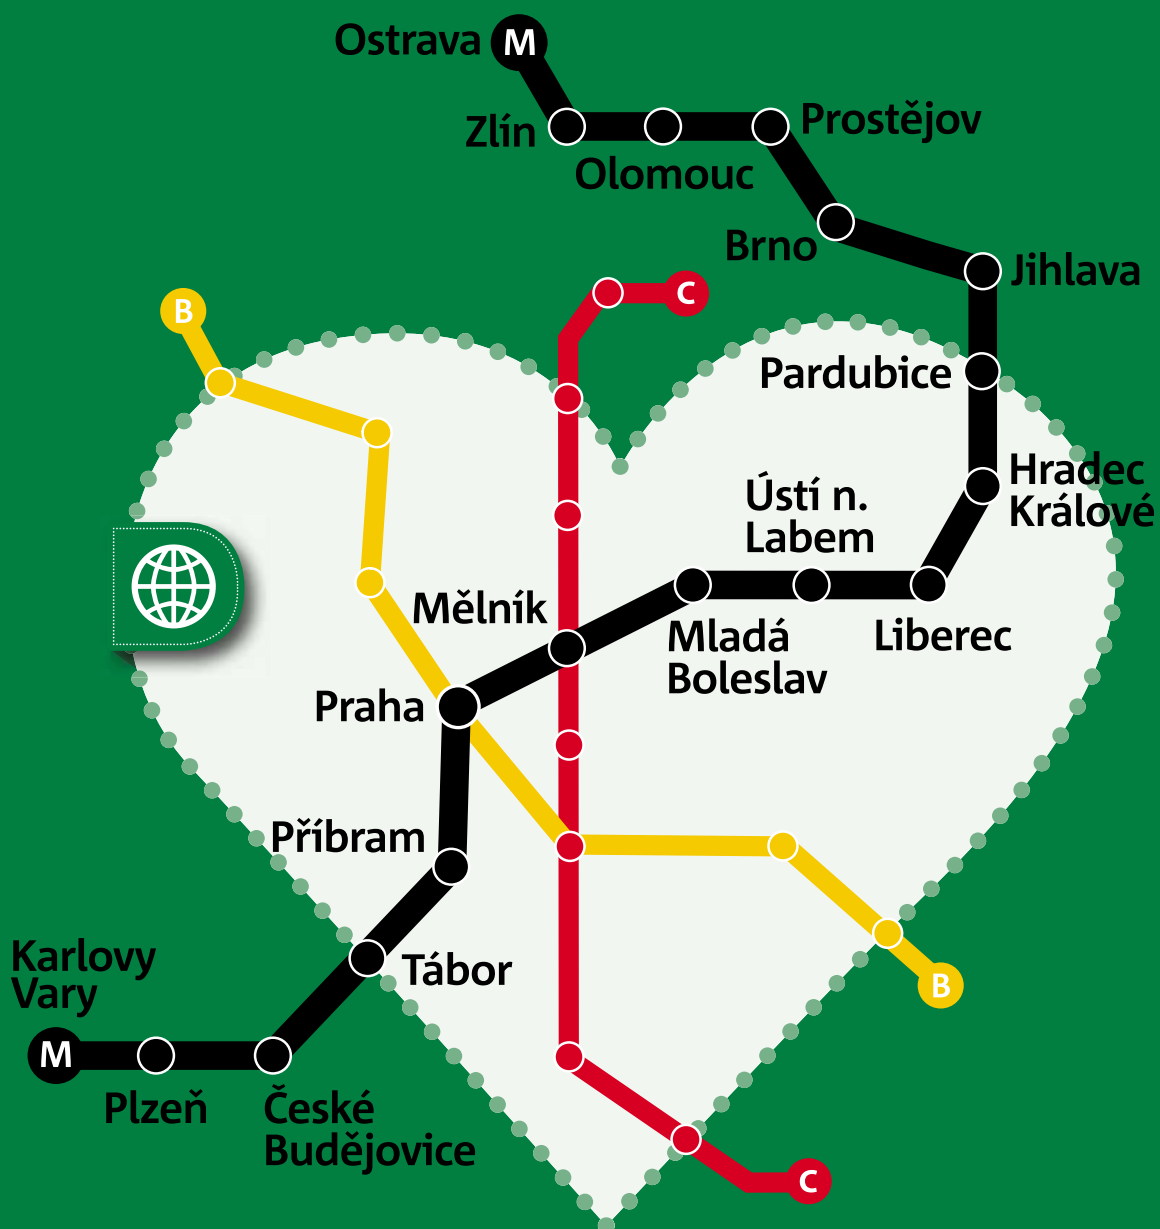 Ostrava M
Zlín
Prostějov
Olomouc
Brno
Jihlava
C
B
Pardubice
Hradec
Králové
Ústí n.
Labem
Mělník
Mladá
Boleslav
Liberec
Praha
Příbram
Tábor
Karlovy
Vary
B
M
Plzeň
České
Budějovice
C